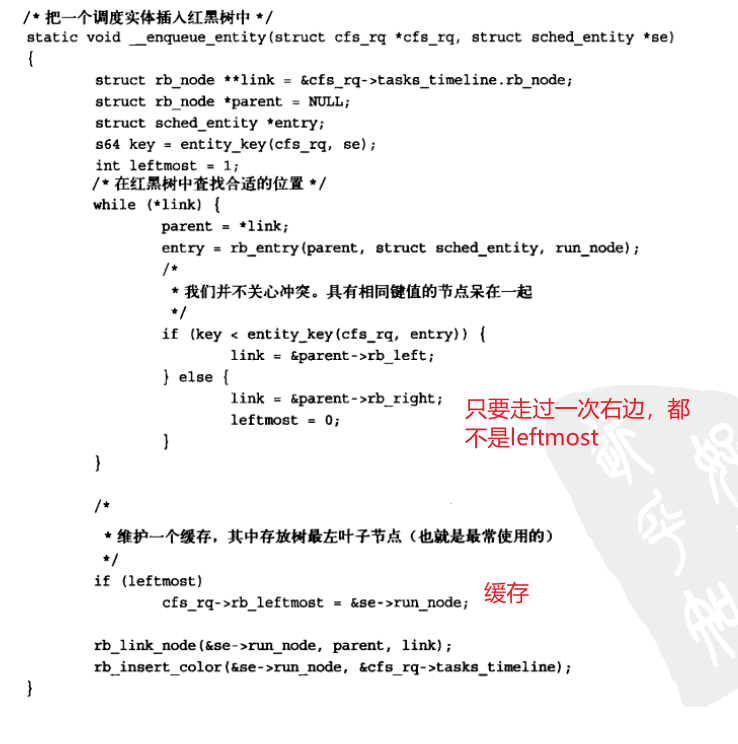 /* 把一个调度实体插入红黑树中 */
static void __enqueue_entity(struct cfs_rq *cfs_rq, struct sched_entity *se)
{
struct rb_node **link = &cfs_rq->tasks_timeline.rb_node;
struct rb_node *parent = NULL;
struct sched_entity *entry;
s64 key = entity_key(cfs_rq, se);
int leftmost = 1;
/* 在红黑树中查找合适的位置 */
while (*link) {
parent = *link;
entry = rb_entry(parent, struct sched_entity, run_node);
/*
* 我们并不关心冲突。具有相同键值的节点呆在一起
*/
if (key < entity_key(cfs_rq, entry)) {
link = &parent->rb_left;
} else {
link = &parent->rb_right;
leftmost = 0;
}
}
只要走过一次右边，都
不是leftmost
/*
* 维护一个缓存，其中存放树最左叶子节点（也就是最常使用的）
*/
if (leftmost)
cfs_rq->rb_leftmost = &se->run_node;
缓存
rb_link_node(&se->run_node, parent, link);
rb_insert_color(&se->run_node, &cfs_rq->tasks_timeline);
}